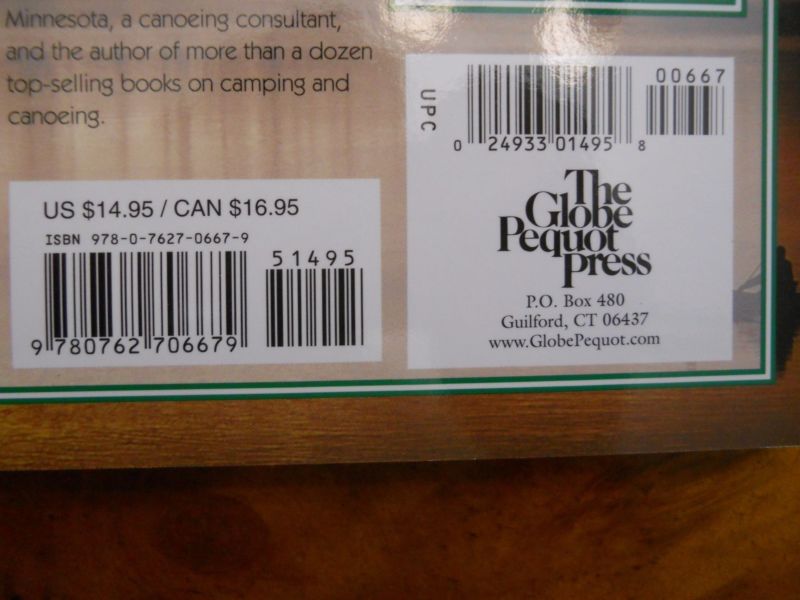 Minnesota, a canoeing consultant,
and the author of more than a dozen
top-selling books on camping and
canoeing.
US $14.95 / CAN $16.95
ISBN 978-0-7627-0667-9
51495
9 780762 706679
UPC
00667
0 24933 01495 8
The
Globe
Pequot
Press
P.O. Box 480
Guilford, CT 06437
www.GlobePequot.com